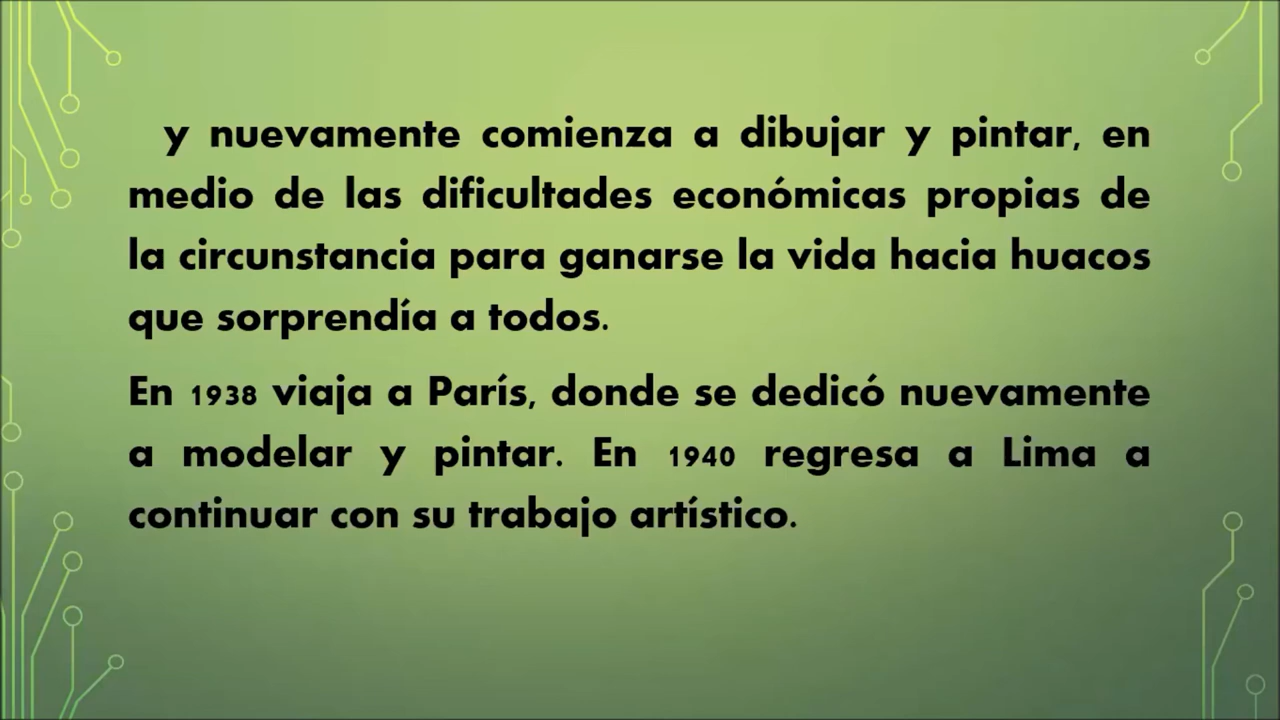 y nuevamente comienza a dibujar y pintar, en
medio de las dificultades económicas propias de
la circunstancia para ganarse la vida hacia huacos
que sorprendía a todos.
En 1938 viaja a París, donde se dedicó nuevamente
a modelar y pintar. En 1940 regresa a Lima a
continuar con su trabajo artístico.